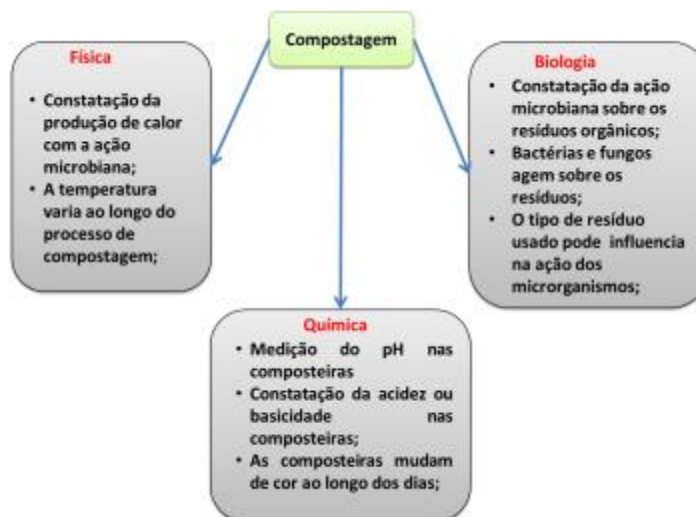 Compostagem
Física
• Constatação da
produção de calor
com a ação
microbiana;
• A temperatura
varia ao longo do
processo de
compostagem;
Biologia
• Constatação da ação
microbiana sobre os
resíduos orgânicos;
• Bactérias e fungos
agem sobre os
resíduos;
• O tipo de resíduo
usado pode influencia
na ação dos
microrganismos;
Química
• Medição do pH nas
composteiras
• Constatação da acidez ou
basicidade nas
composteiras;
• As composteiras mudam
de cor ao longo dos dias;